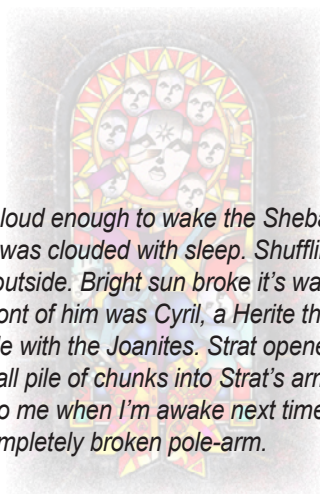 loud enough to wake the Sheba
was clouded with sleep. Shuffli
outside. Bright sun broke it's wa
ont of him was Cyril, a Herite th
le with the Joanites. Strat opene
all pile of chunks into Strat's arm
o me when I'm awake next time
mpletely broken pole-arm.